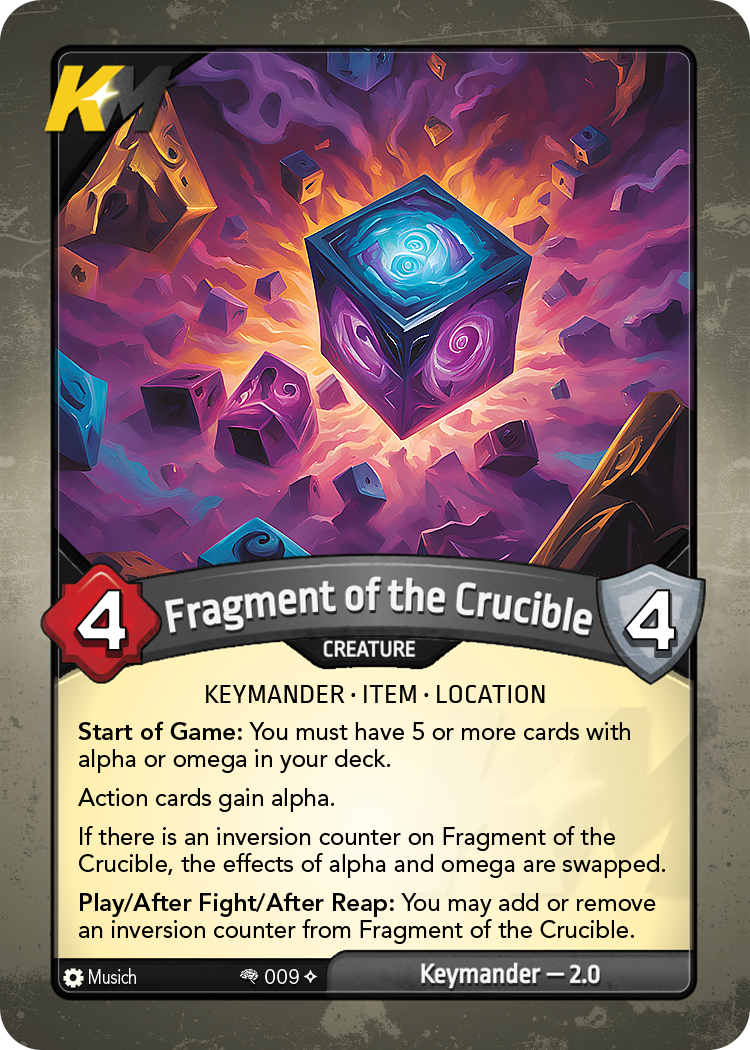 KM
4
Fragment of the Crucible
4
CREATURE
KEYMANDER • ITEM • LOCATION
Start of Game: You must have 5 or more cards with
alpha or omega in your deck.
Action cards gain alpha.
If there is an inversion counter on Fragment of the
Crucible, the effects of alpha and omega are swapped.
Play/After Fight/After Reap: You may add or remove
an inversion counter from Fragment of the Crucible.
Musich
009
Keymander — 2.0